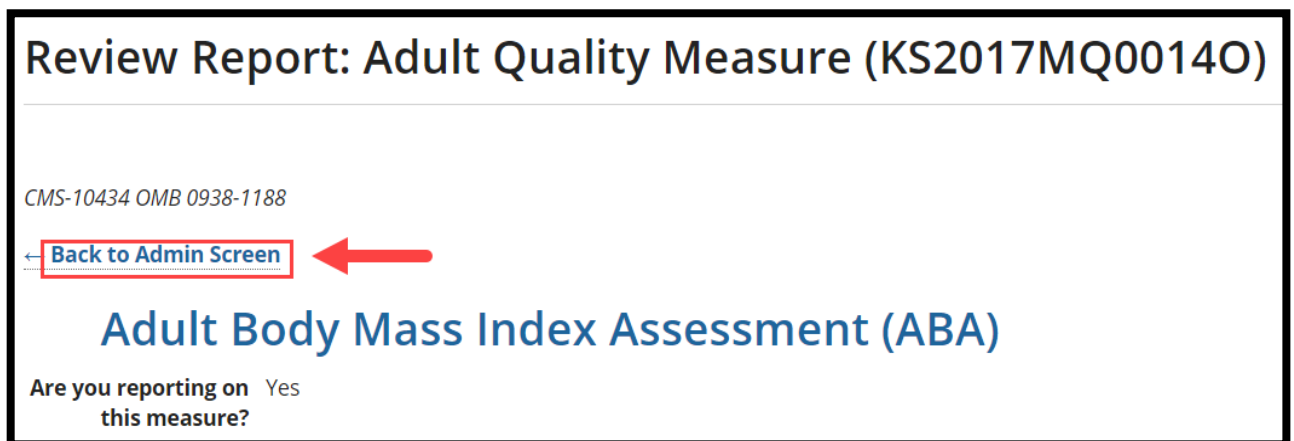 Review Report: Adult Quality Measure (KS2017MQ0014O)
CMS-10434 OMB 0938-1188
← Back to Admin Screen
Adult Body Mass Index Assessment (ABA)
Are you reporting on Yes
this measure?